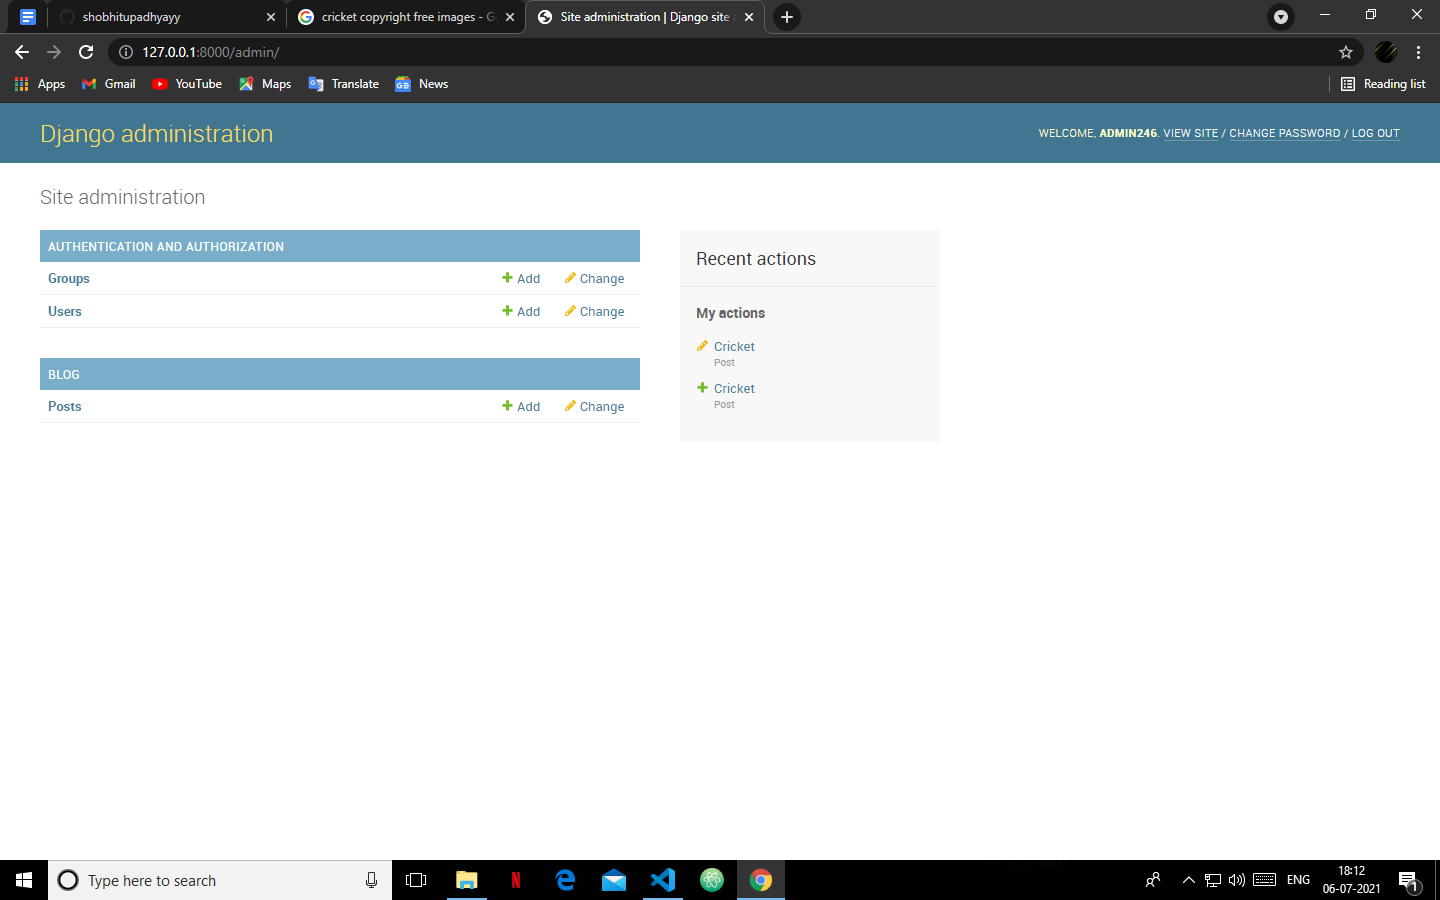 shobhitupadhyayy
cricket copyright free images - G
Site administration | Django site
127.0.0.1:8000/admin/
Apps
Gmail
YouTube
Maps
Translate
News
Reading list
Django administration
WELCOME, ADMIN246. VIEW SITE / CHANGE PASSWORD / LOG OUT
Site administration
AUTHENTICATION AND AUTHORIZATION
Groups
Add
Change
Users
Add
Change
BLOG
Posts
Add
Change
Recent actions
My actions
Cricket
Post
Cricket
Post
Type here to search
ENG
18:12
06-07-2021
1